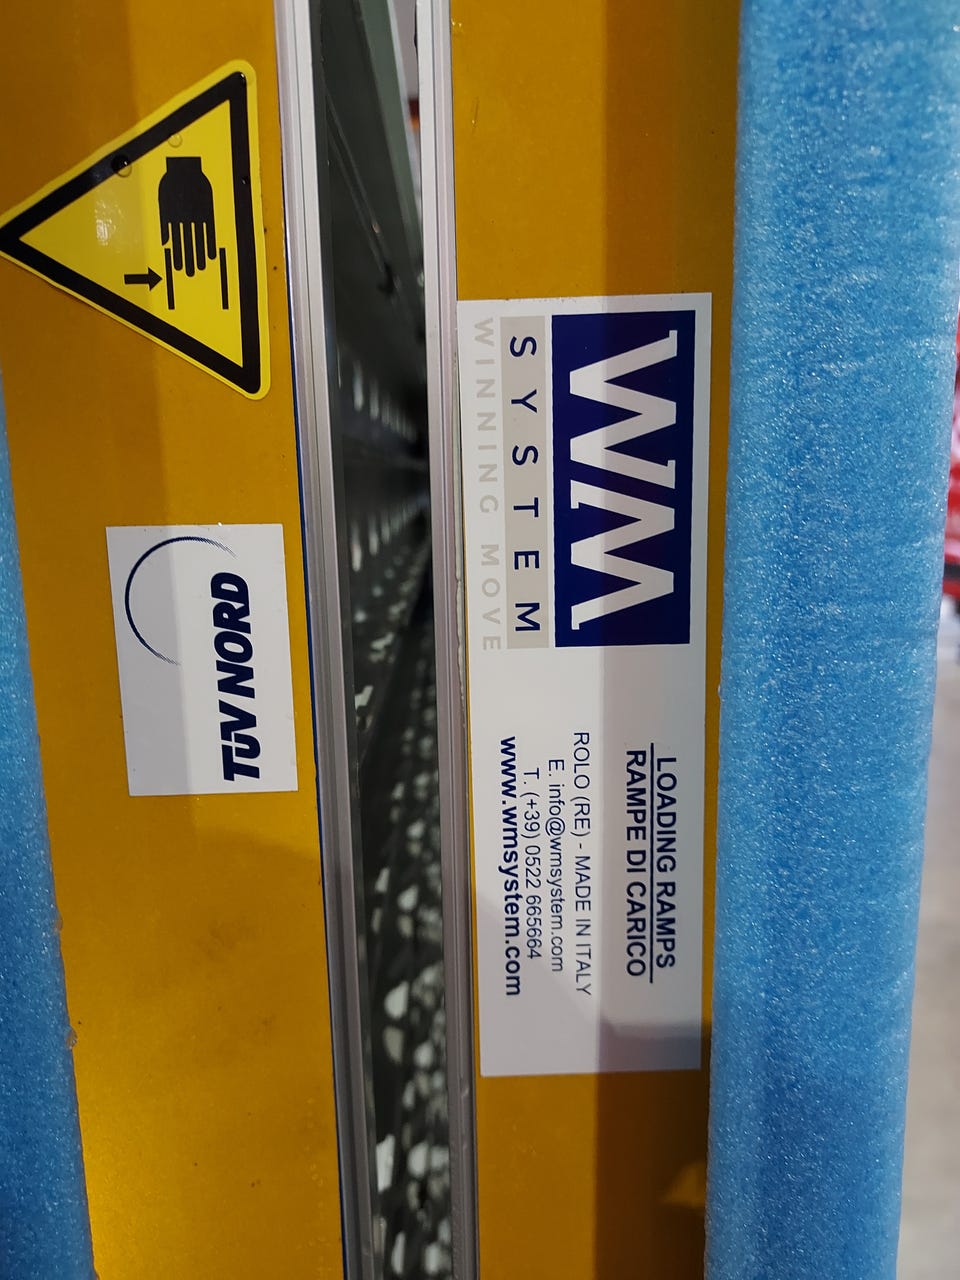 WM
SYSTEM
WINNING MOVE
LOADING RAMPS
RAMPE DI CARICO
ROLO (RE) - MADE IN ITALY
E. info@wmsystem.com
T. (+39) 0522 665664
www.wmsystem.com
TUV NORD